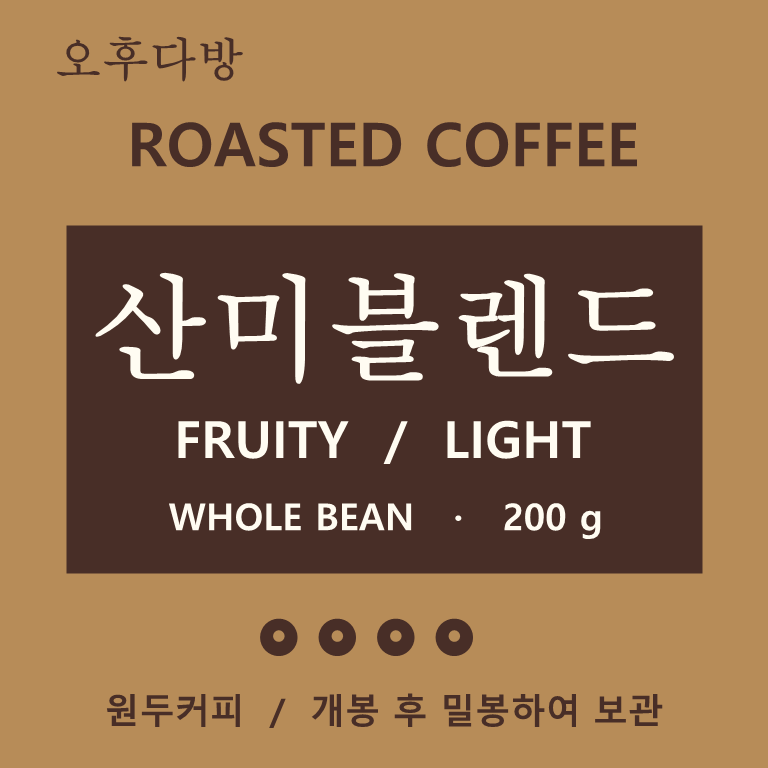 오후다방
ROASTED COFFEE
산미블렌드
FRUITY / LIGHT
WHOLE BEAN · 200 g
원두커피 / 개봉 후 밀봉하여 보관